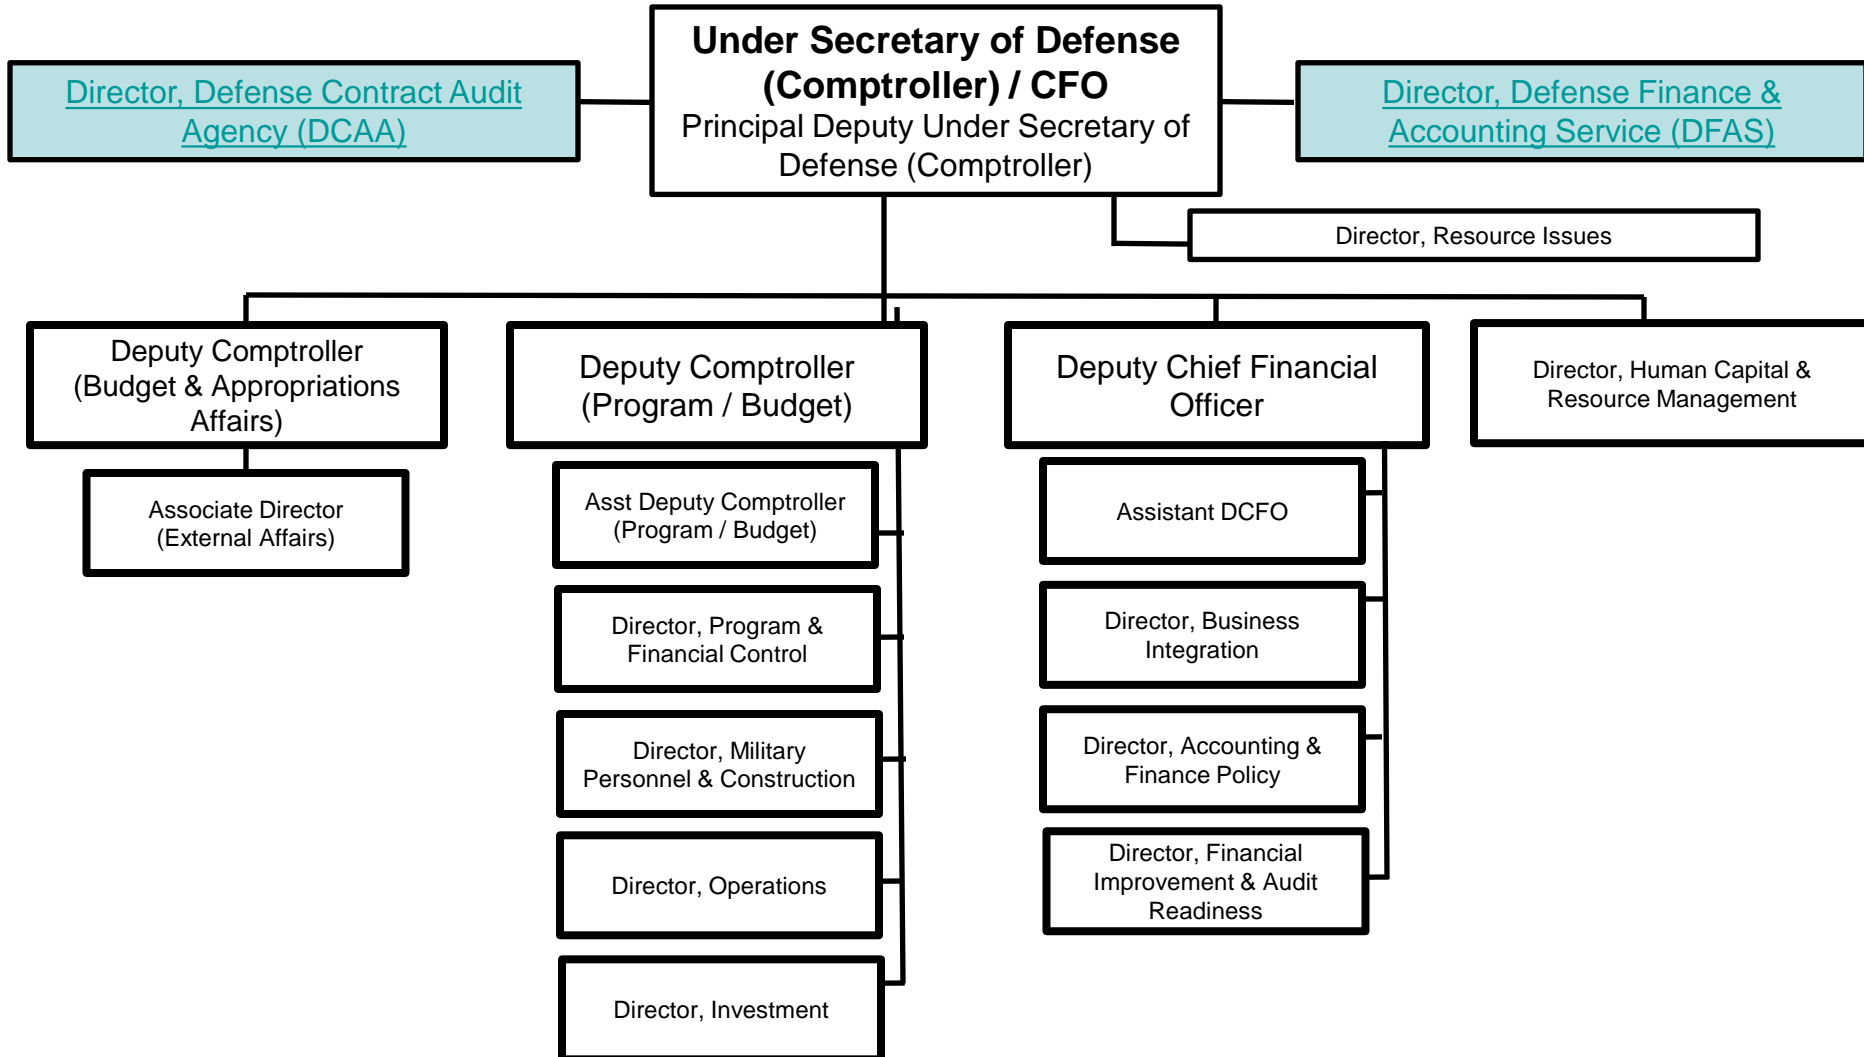 Under Secretary of Defense
(Comptroller) / CFO
Principal Deputy Under Secretary of
Defense (Comptroller)
Director, Defense Contract Audit
Agency (DCAA)
Director, Defense Finance &
Accounting Service (DFAS)
Director, Resource Issues
Deputy Comptroller
(Budget & Appropriations
Affairs)
Deputy Comptroller
(Program / Budget)
Deputy Chief Financial
Officer
Director, Human Capital &
Resource Management
Associate Director
(External Affairs)
Asst Deputy Comptroller
(Program / Budget)
Director, Program &
Financial Control
Director, Military
Personnel & Construction
Director, Operations
Director, Investment
Assistant DCFO
Director, Business
Integration
Director, Accounting &
Finance Policy
Director, Financial
Improvement & Audit
Readiness